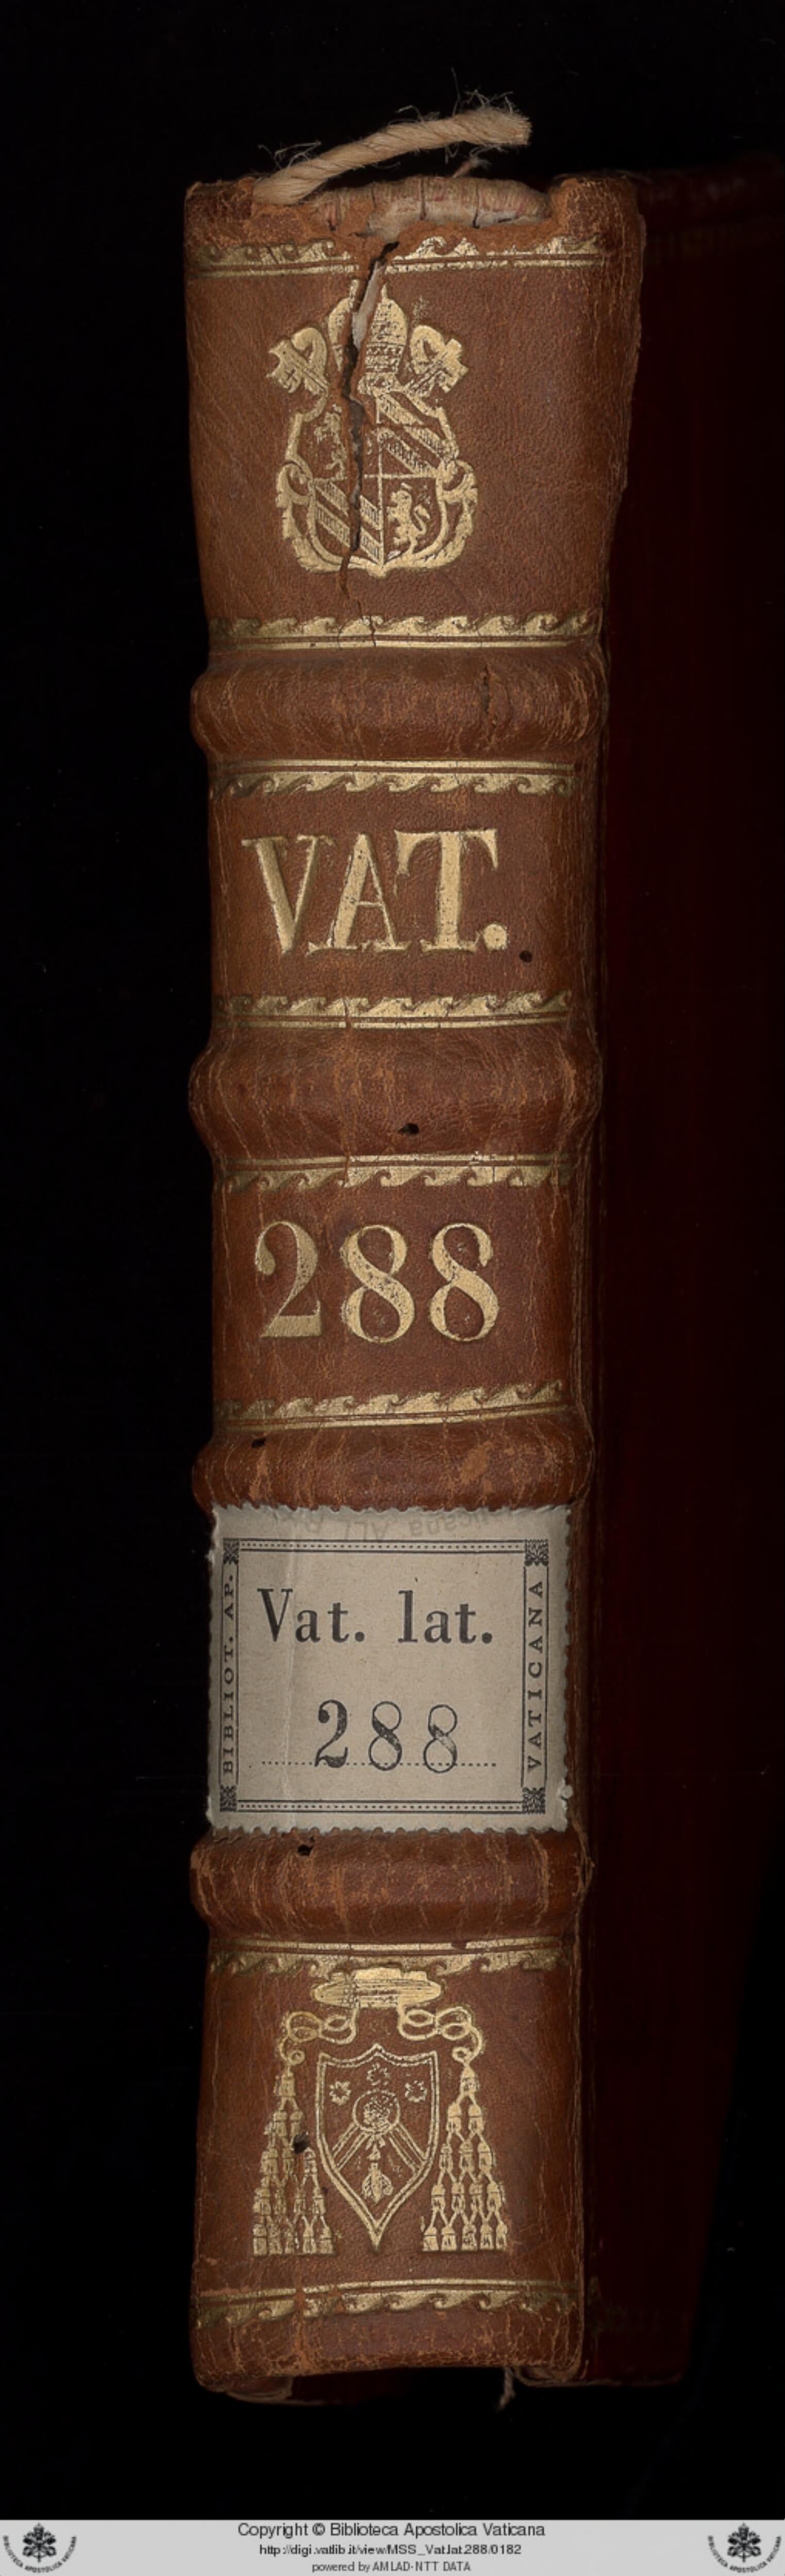 VAT.
288
BIBLIOT. AP.
Vat. lat.
288
VATICANA
Copyright © Biblioteca Apostolica Vaticana
http://digi.vatlib.it/view/MSS_Vat.lat.288/0182
powered by AMLAD-NTT DATA